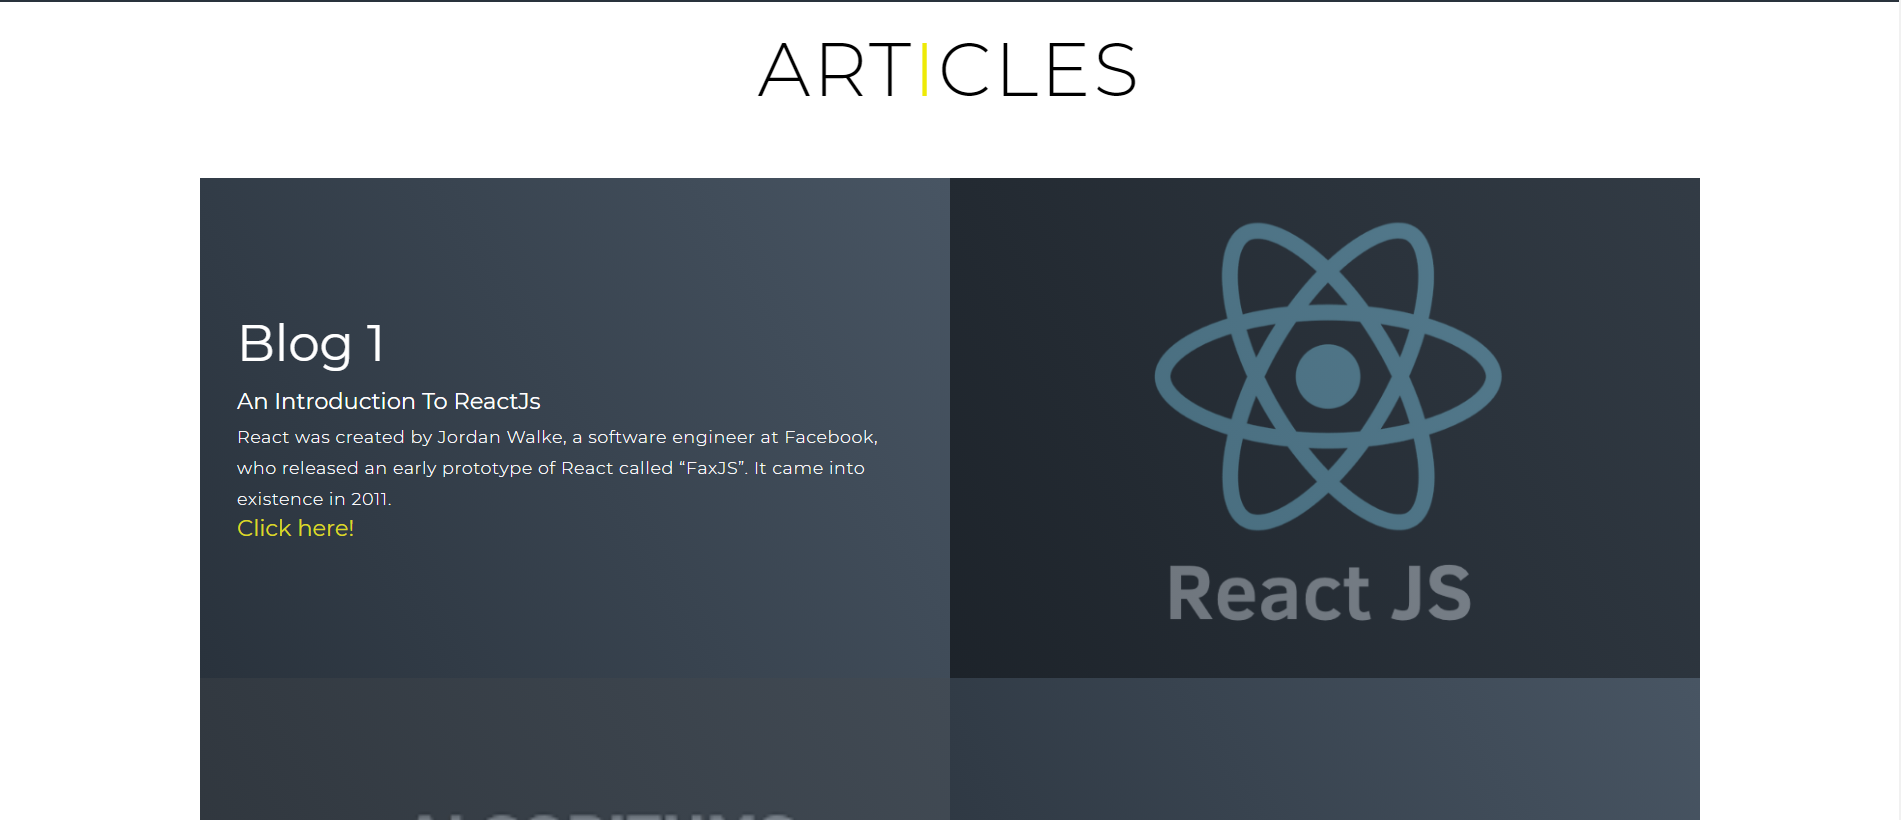 ARTICLES
Blog 1
An Introduction To ReactJs
React was created by Jordan Walke, a software engineer at Facebook,
who released an early prototype of React called “FaxJS”. It came into
existence in 2011.
Click here!
React JS
ALGORITHMS